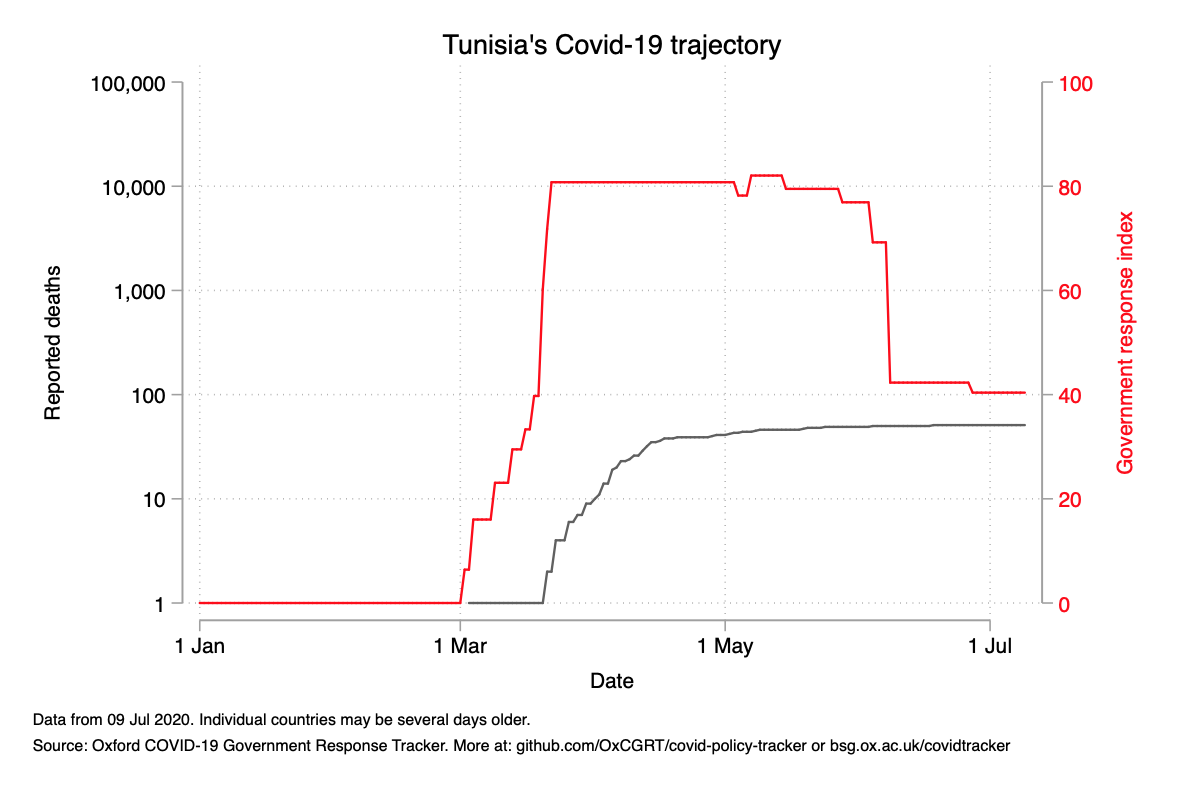 Tunisia's Covid-19 trajectory
100,000
10,000
1,000
100
10
1
Reported deaths
100
80
60
40
20
0
Government response index
1 Jan
1 Mar
1 May
1 Jul
Date
Data from 09 Jul 2020. Individual countries may be several days older.
Source: Oxford COVID-19 Government Response Tracker. More at: github.com/OxCGRT/covid-policy-tracker or bsg.ox.ac.uk/covidtracker